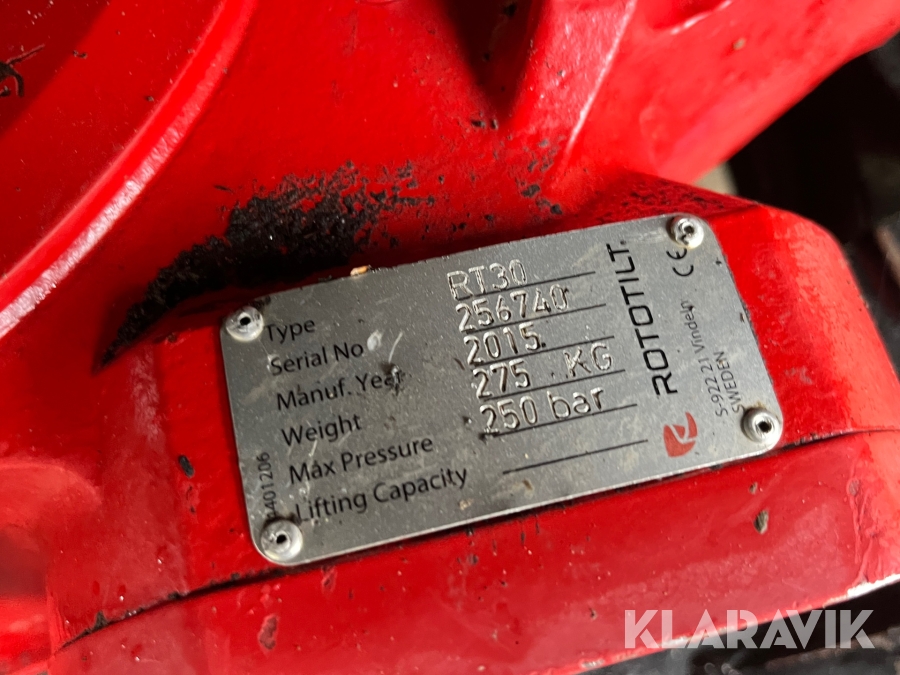 Type RT30
Serial No 256740
Manuf. Year 2015
Weight 275 KG
Max Pressure 250 bar
Lifting Capacity
4401206
ROTOTILT.
CE
S-922 21 Vindeln
SWEDEN
KLARAVIK